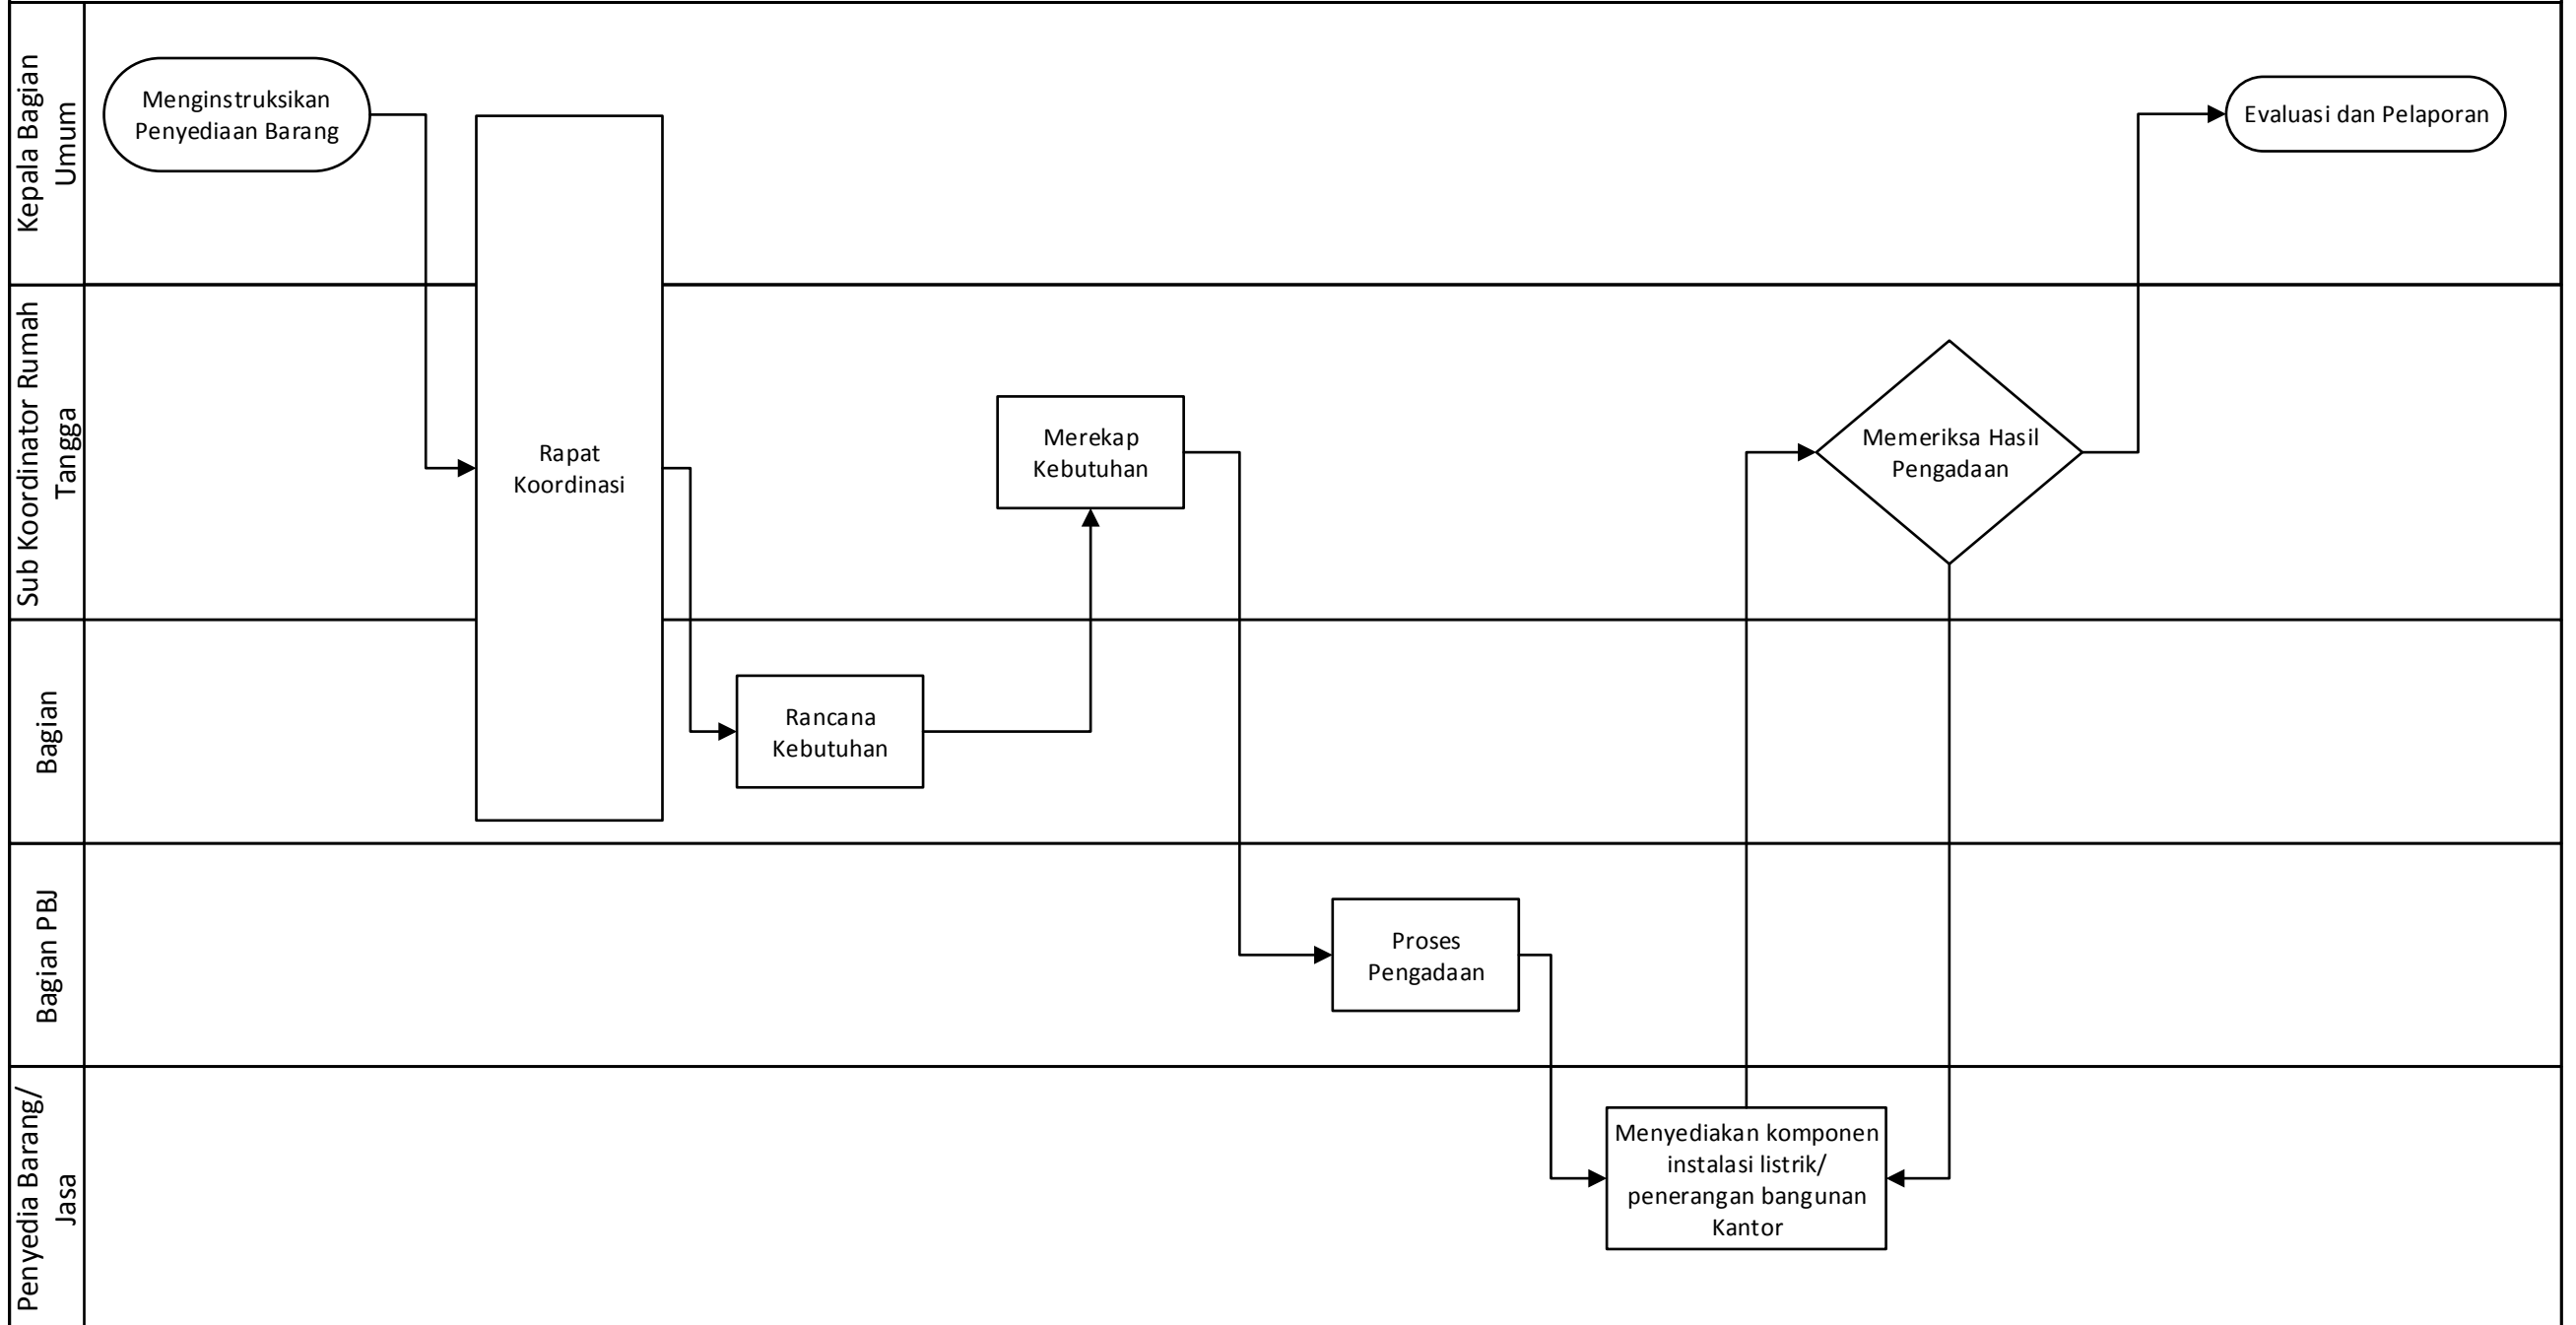 Kepala Bagian
Umum
Menginstruksikan
Penyediaan Barang
Evaluasi dan Pelaporan
Sub Koordinator Rumah
Tangga
Rapat
Koordinasi
Merekap
Kebutuhan
Memeriksa Hasil
Pengadaan
Bagian
Rancana
Kebutuhan
Bagian PBJ
Proses
Pengadaan
Penyedia Barang/
Jasa
Menyediakan komponen
instalasi listrik/
penerangan bangunan
Kantor